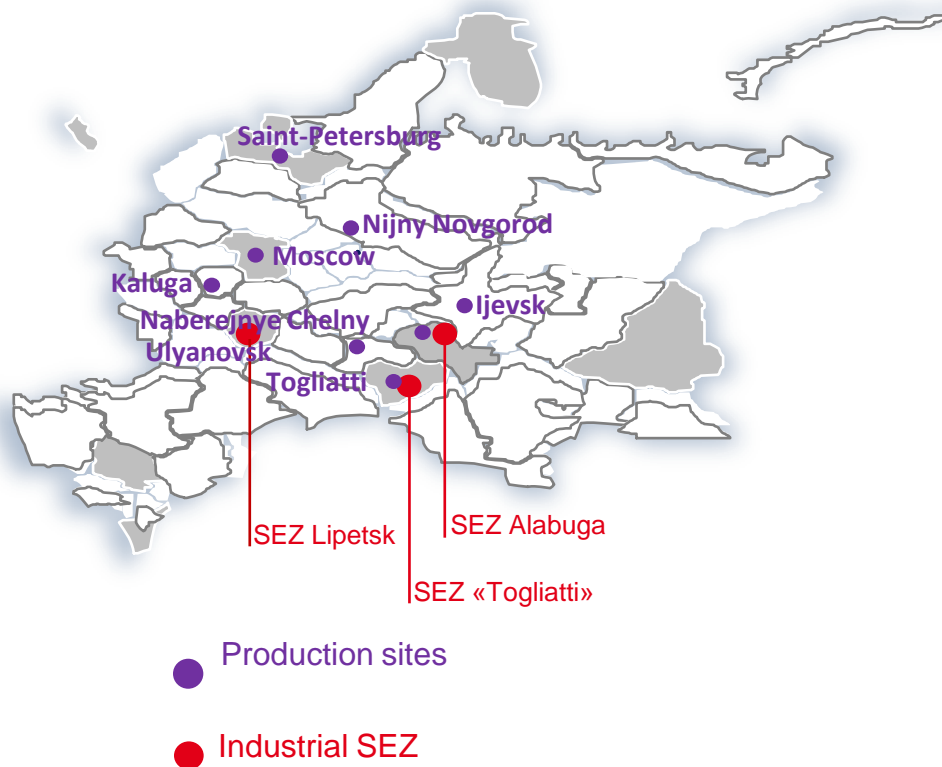 Saint-Petersburg
Nijny Novgorod
Moscow
Kaluga
Ijevsk
Naberejnye Chelny
Ulyanovsk
Togliatti
SEZ Lipetsk
SEZ Alabuga
SEZ «Togliatti»
Production sites
Industrial SEZ